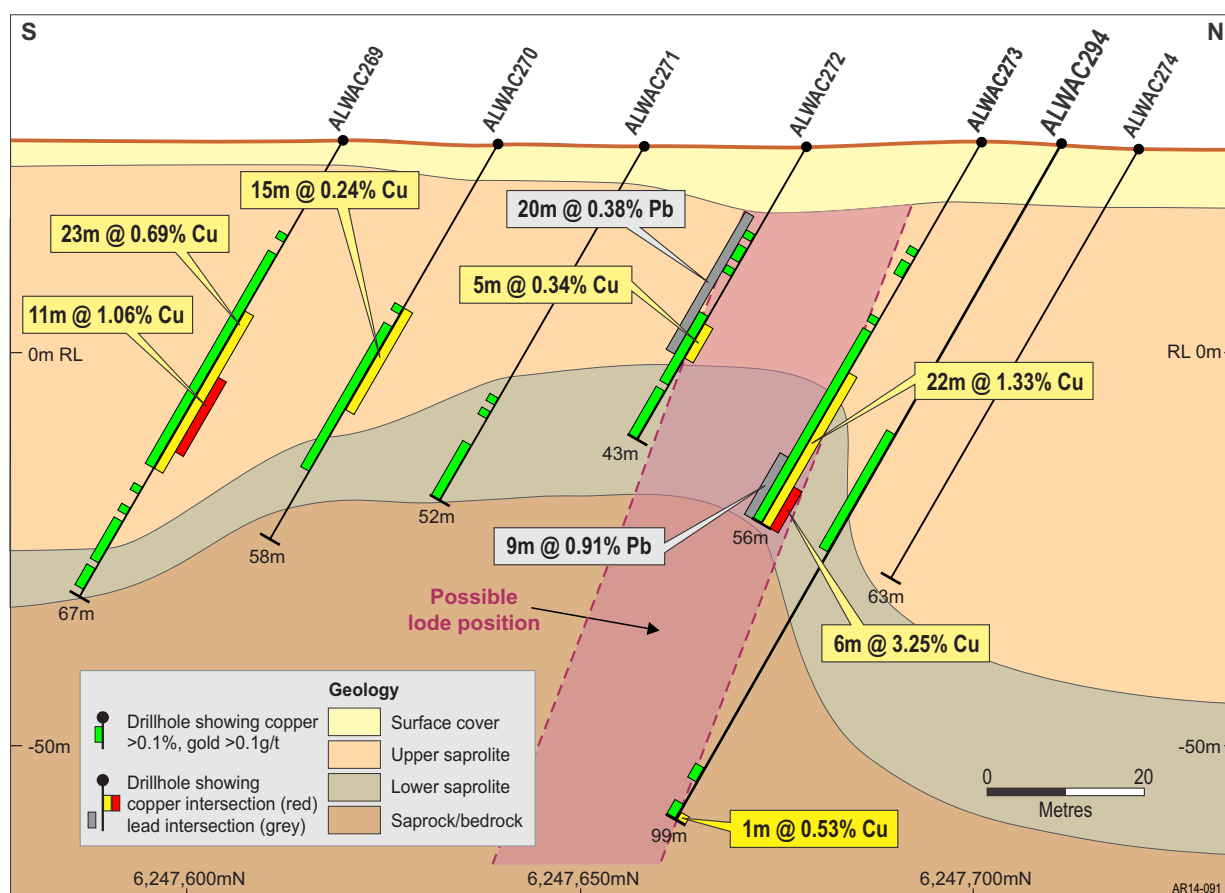 S
N
ALWAC269
ALWAC270
ALWAC271
ALWAC272
ALWAC273
ALWAC294
ALWAC274
15m @ 0.24% Cu
20m @ 0.38% Pb
23m @ 0.69% Cu
5m @ 0.34% Cu
11m @ 1.06% Cu
0m RL
RL 0m
22m @ 1.33% Cu
43m
52m
56m
9m @ 0.91% Pb
58m
67m
63m
Possible
lode position
6m @ 3.25% Cu
Geology
Drillhole showing copper
>0.1%, gold >0.1g/t
Drillhole showing
copper intersection (red)
lead intersection (grey)
Surface cover
Upper saprolite
Lower saprolite
Saprock/bedrock
-50m
-50m
0
20
Metres
99m
1m @ 0.53% Cu
6,247,600mN
6,247,650mN
6,247,700mN
AR14-091